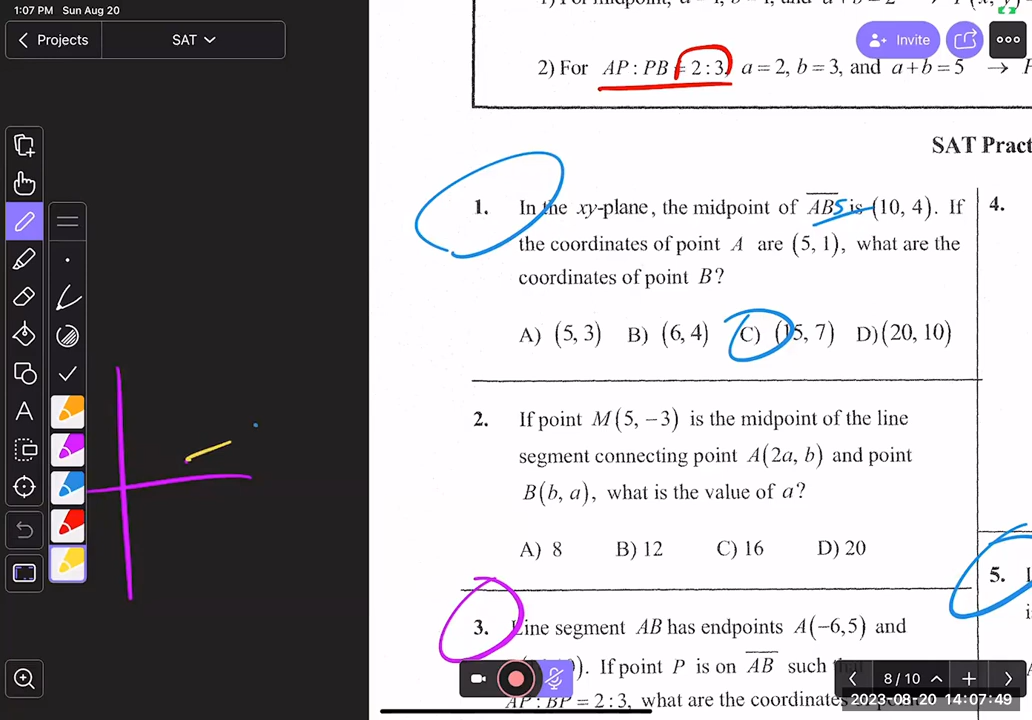 1:07 PM Sun Aug 20
Projects
SAT
Invite
2) For AP : PB = 2 : 3, a = 2, b = 3, and a + b = 5 →
SAT Pract
1. In the xy-plane, the midpoint of AB is (10, 4). If
the coordinates of point A are (5, 1), what are the
coordinates of point B?
A) (5, 3) B) (6, 4) C) (15, 7) D) (20, 10)
4.
2. If point M(5, −3) is the midpoint of the line
segment connecting point A(2a, b) and point
B(b, a), what is the value of a?
A) 8 B) 12 C) 16 D) 20
5.
3. Line segment AB has endpoints A(−6,5) and
. If point P is on AB such that
AP : BP = 2 : 3, what are the coordinates
A
8 / 10
2023-08-20 14:07:49